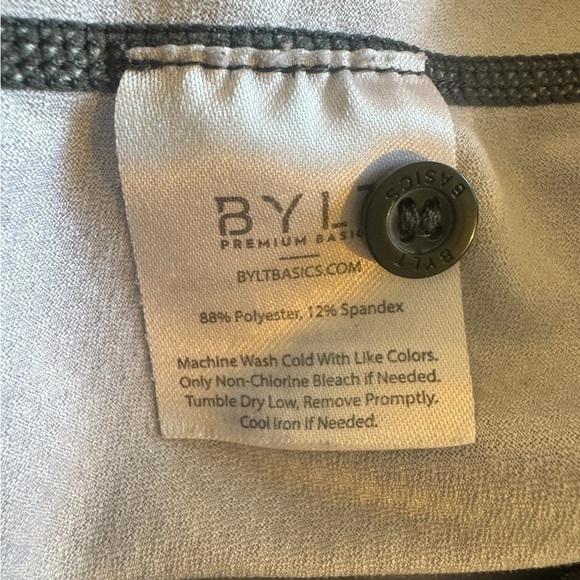 BYLT
PREMIUM BASICS
BYLTBASICS.COM
88% Polyester, 12% Spandex
Machine Wash Cold With Like Colors.
Only Non-Chlorine Bleach if Needed.
Tumble Dry Low, Remove Promptly.
Cool Iron if Needed.
BYLT BASICS